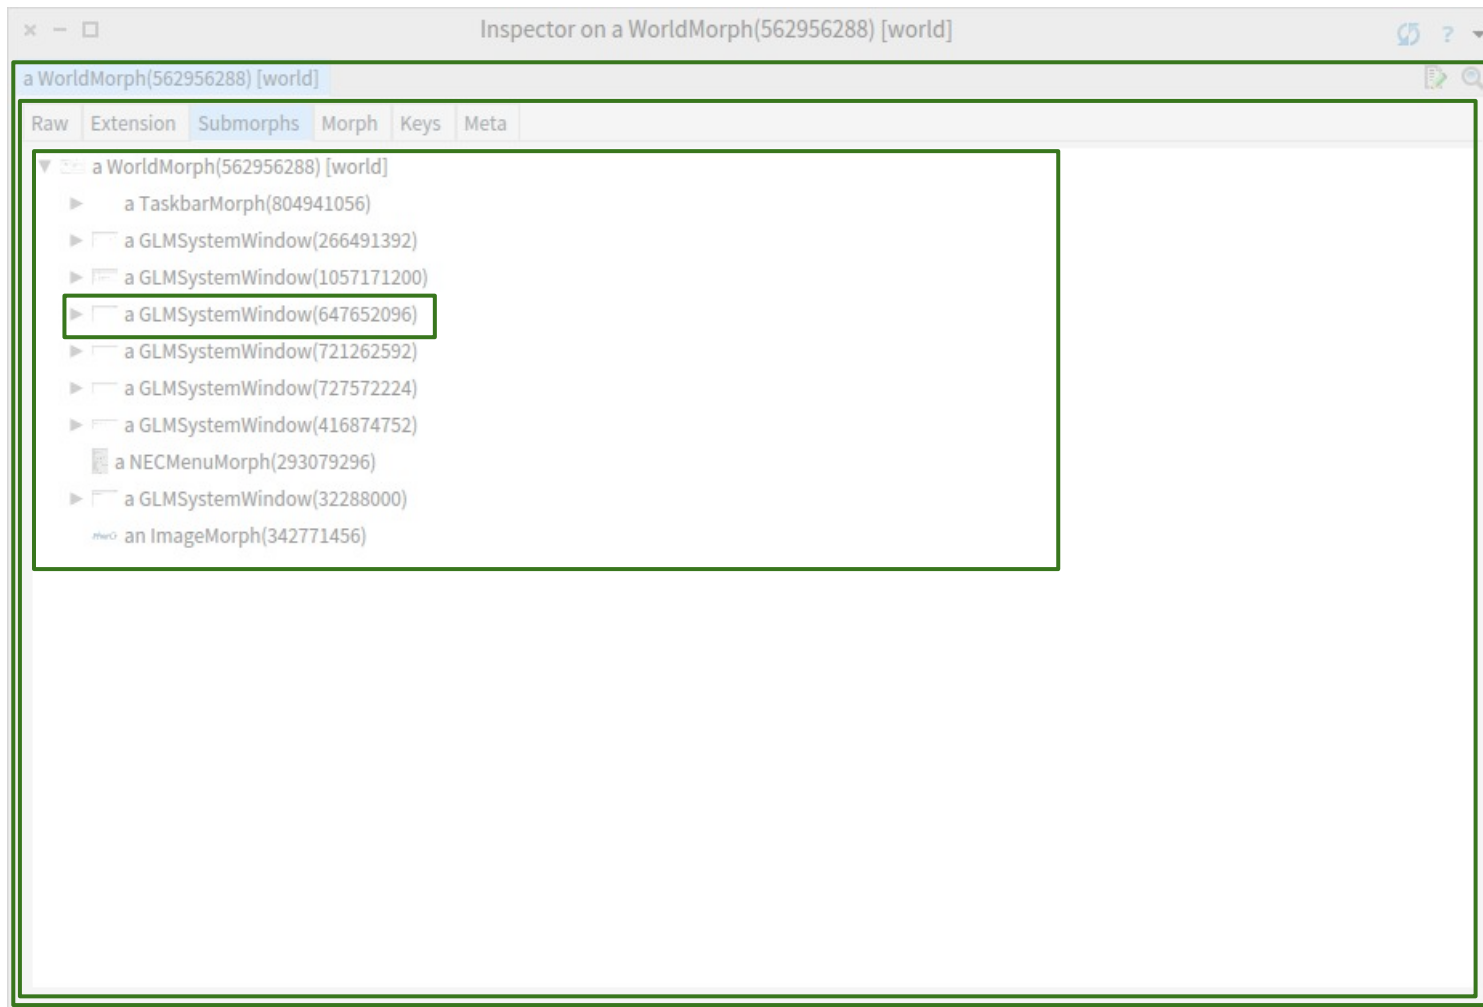 Inspector on a WorldMorph(562956288) [world]
?
a WorldMorph(562956288) [world]
Raw Extension Submorphs Morph Keys Meta
a WorldMorph(562956288) [world]
a TaskbarMorph(804941056)
a GLMSystemWindow(266491392)
a GLMSystemWindow(1057171200)
a GLMSystemWindow(647652096)
a GLMSystemWindow(721262592)
a GLMSystemWindow(727572224)
a GLMSystemWindow(416874752)
a NECMenuMorph(293079296)
a GLMSystemWindow(32288000)
an ImageMorph(342771456)